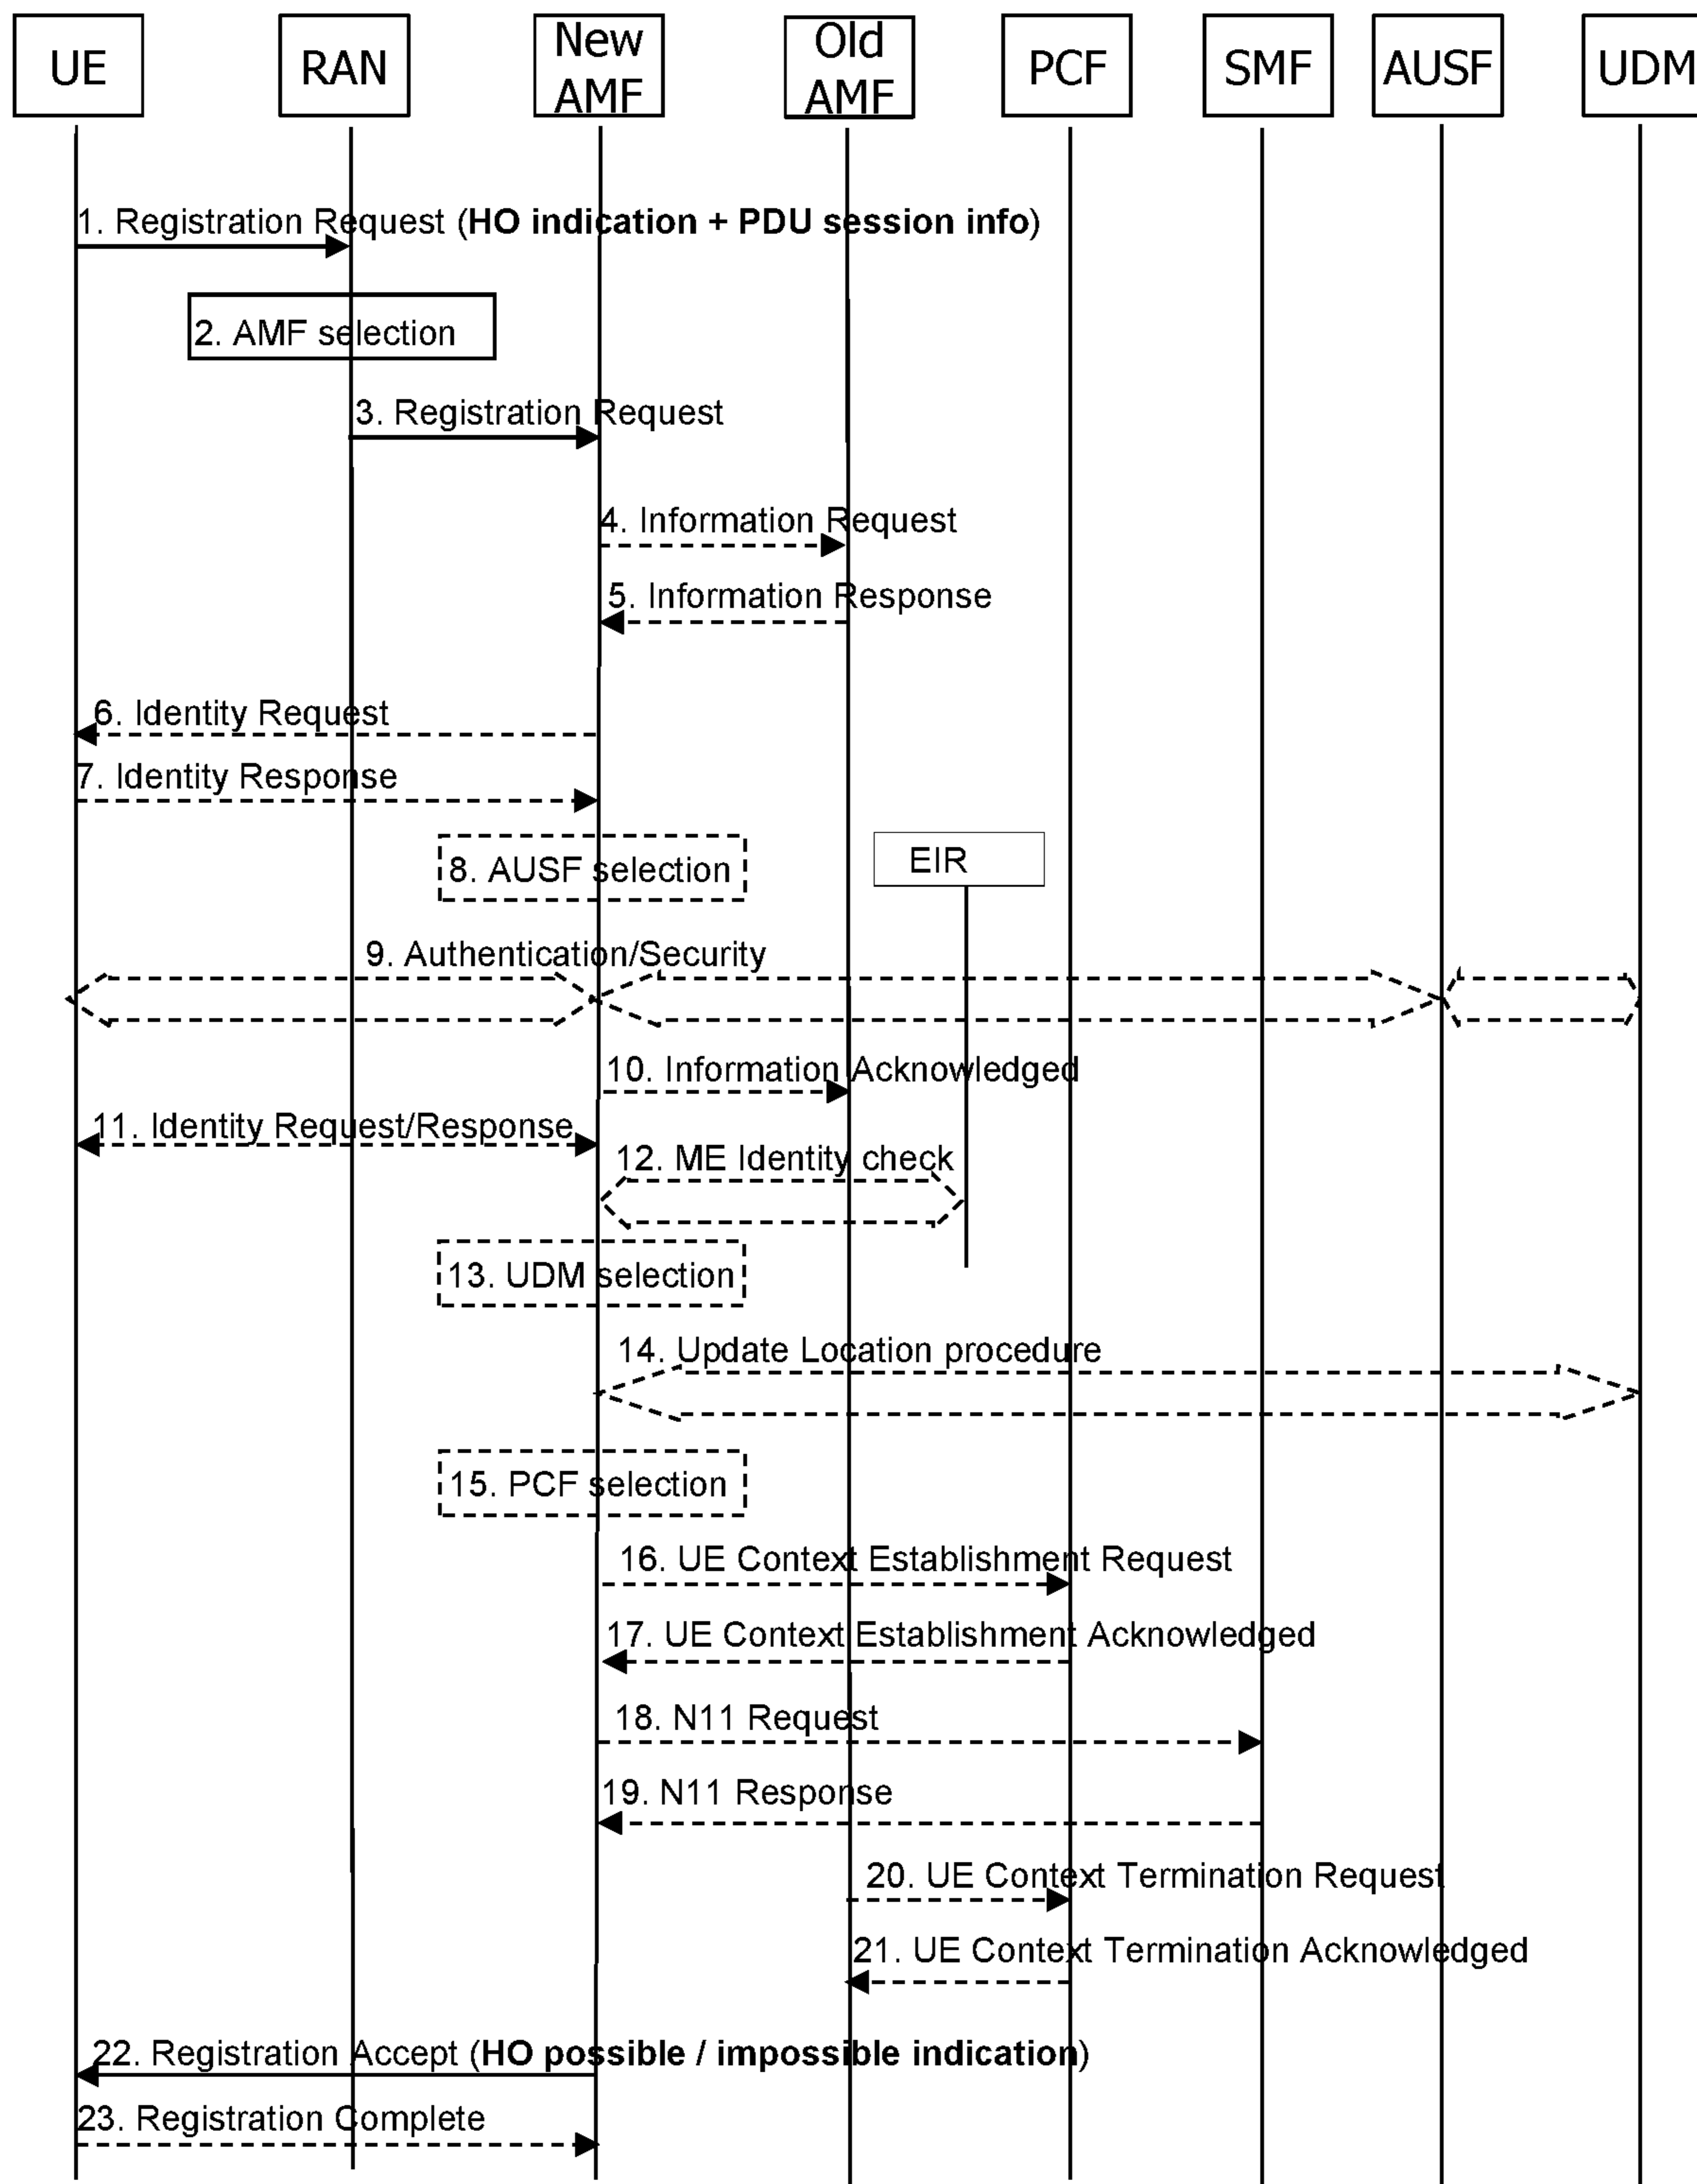 UE
RAN
New
AMF
Old
AMF
PCF
SMF
AUSF
UDM
1. Registration Request (HO indication + PDU session info)
2. AMF selection
3. Registration Request
4. Information Request
5. Information Response
6. Identity Request
7. Identity Response
8. AUSF selection
EIR
9. Authentication/Security
10. Information Acknowledged
11. Identity Request/Response
12. ME Identity check
13. UDM selection
14. Update Location procedure
15. PCF selection
16. UE Context Establishment Request
17. UE Context Establishment Acknowledged
18. N11 Request
19. N11 Response
20. UE Context Termination Request
21. UE Context Termination Acknowledged
22. Registration Accept (HO possible / impossible indication)
23. Registration Complete